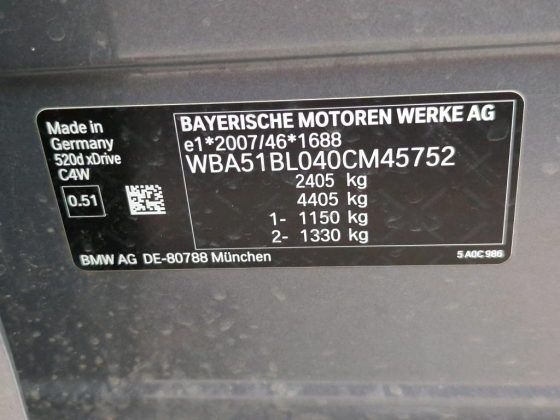 Made in
Germany
520d xDrive
C4W
0.51
BAYERISCHE MOTOREN WERKE AG
e1*2007/46*1688
WBA51BL040CM45752
2405 kg
4405 kg
1- 1150 kg
2- 1330 kg
BMW AG DE-80788 München
5 A0C 986